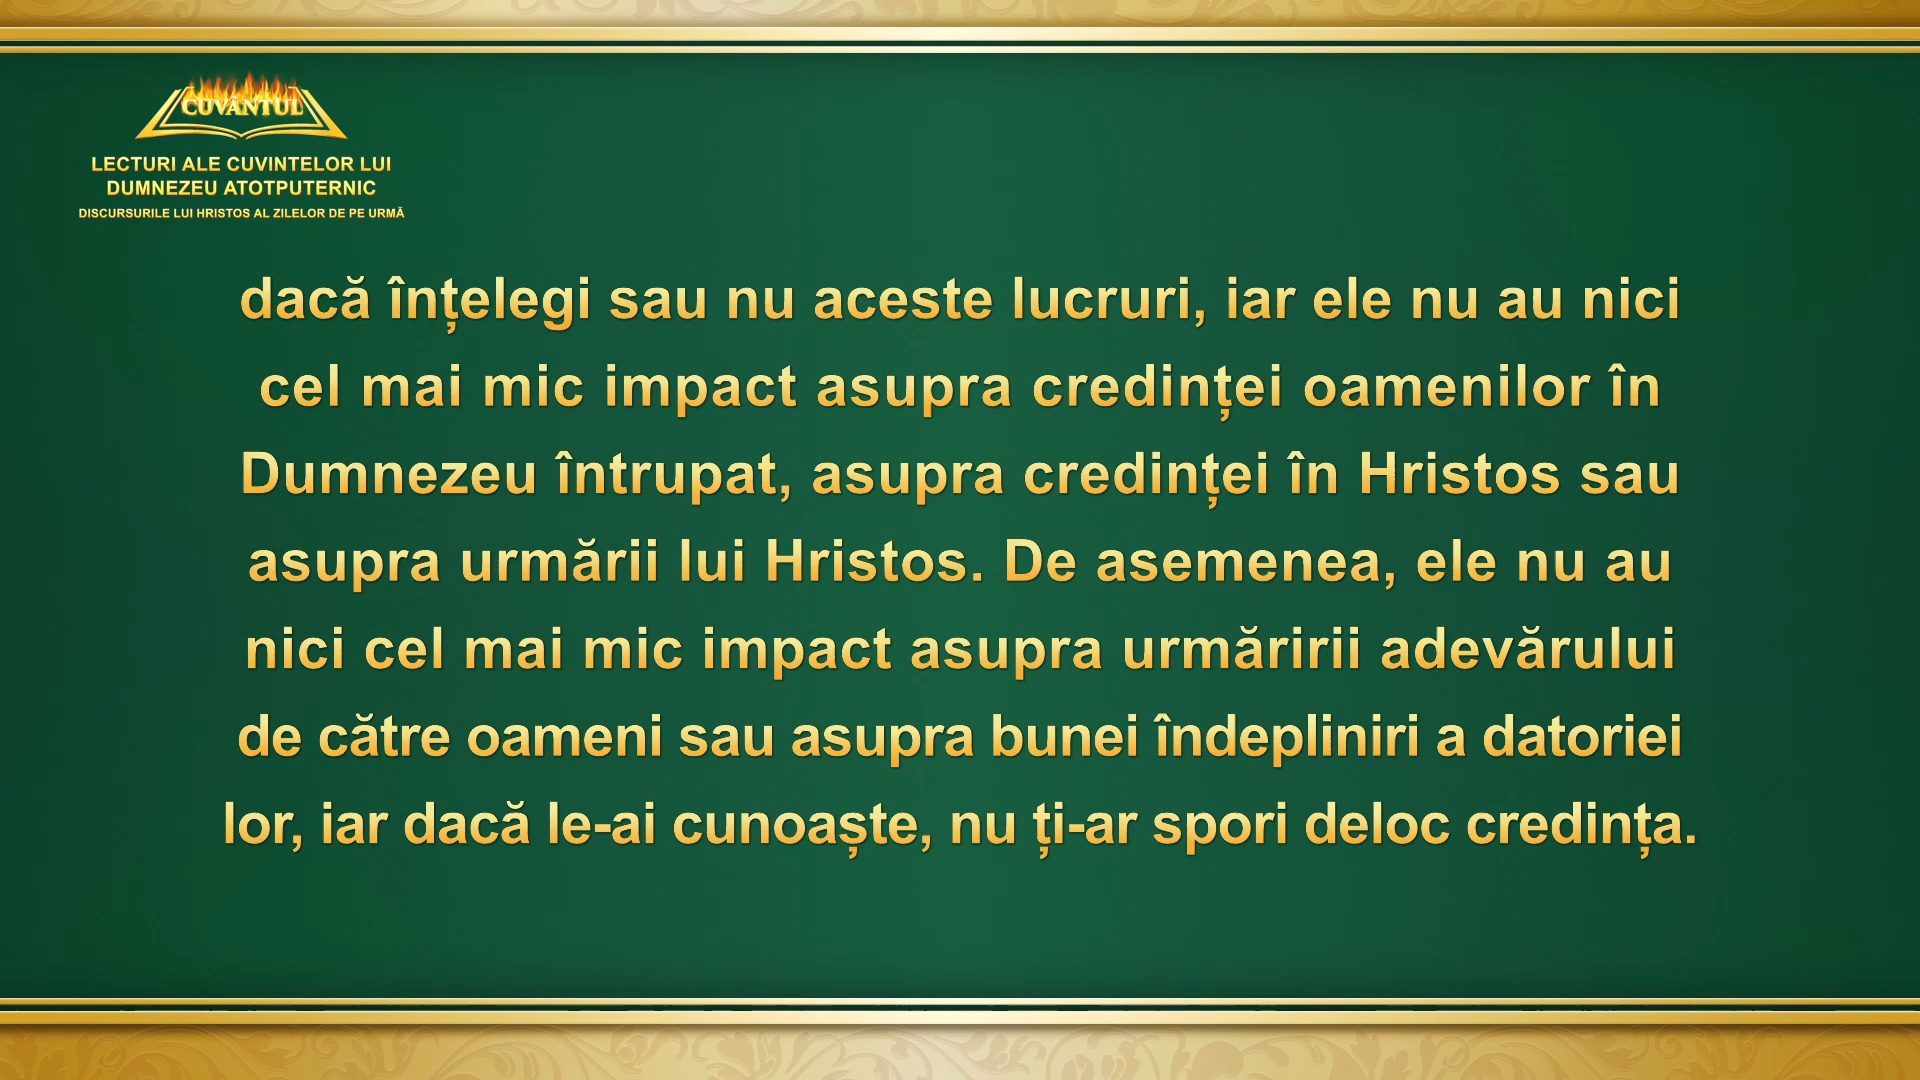 CUVÂNTUL
LECTURI ALE CUVINTELOR LUI
DUMNEZEU ATOTPUTERNIC
DISCURSURILE LUI HRISTOS AL ZILELOR DE PE URMĂ
dacă înțelegi sau nu aceste lucruri, iar ele nu au nici
cel mai mic impact asupra credinței oamenilor în
Dumnezeu întrupat, asupra credinței în Hristos sau
asupra urmării lui Hristos. De asemenea, ele nu au
nici cel mai mic impact asupra urmăririi adevărului
de către oameni sau asupra bunei îndepliniri a datoriei
lor, iar dacă le-ai cunoaște, nu ți-ar spori deloc credința.